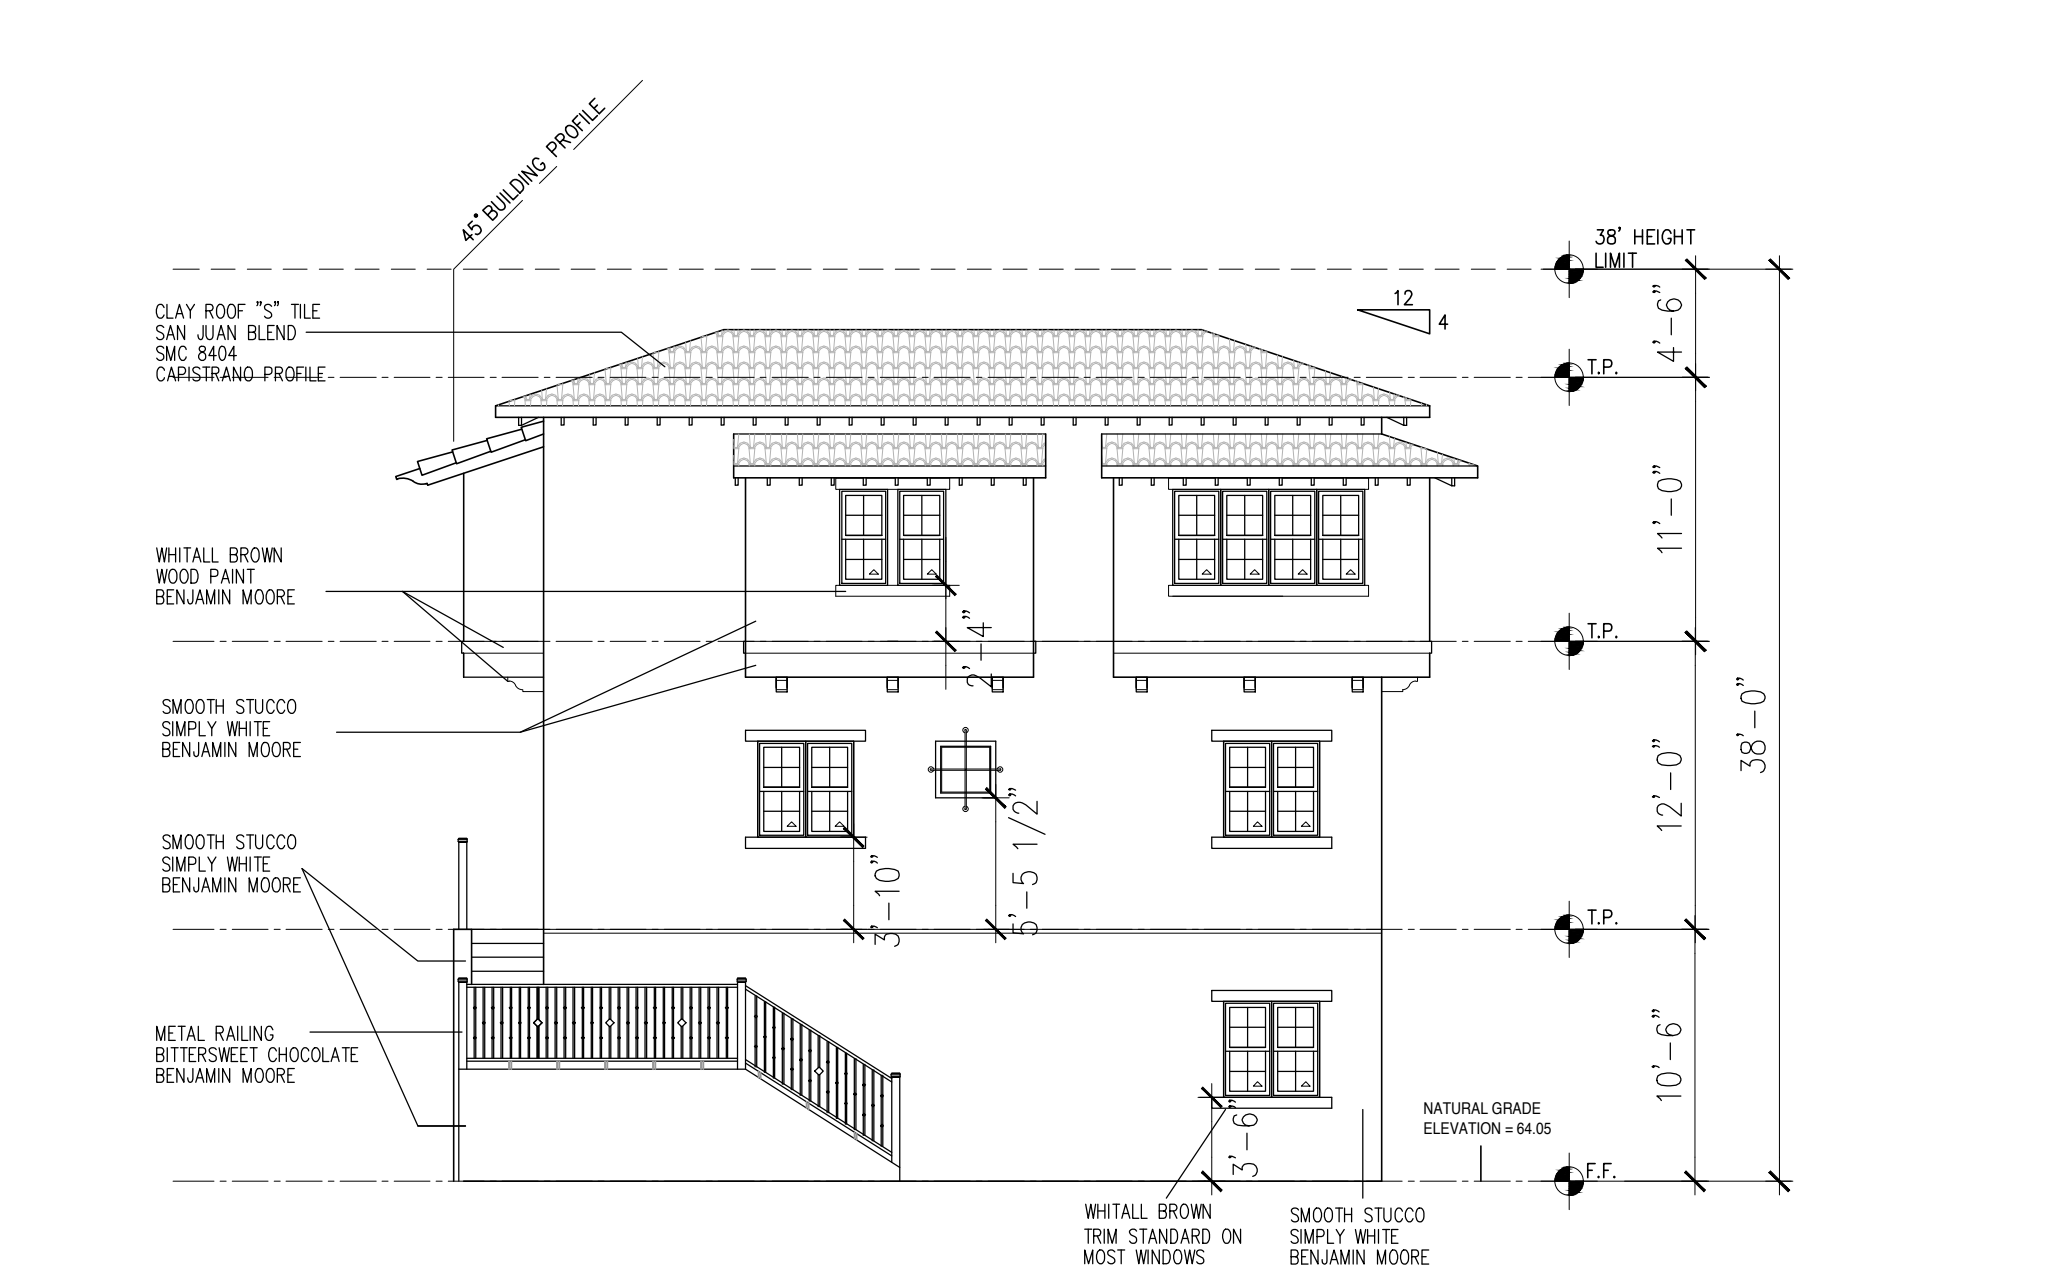 45° BUILDING PROFILE
38' HEIGHT
LIMIT
CLAY ROOF "S" TILE
SAN JUAN BLEND
SMC 8404
CAPISTRANO PROFILE
12
4
4'-6"
T.P.
11'-0"
WHITALL BROWN
WOOD PAINT
BENJAMIN MOORE
2'-4"
T.P.
SMOOTH STUCCO
SIMPLY WHITE
BENJAMIN MOORE
38'-0"
12'-0"
SMOOTH STUCCO
SIMPLY WHITE
BENJAMIN MOORE
3'-10"
5'-5 1/2"
T.P.
METAL RAILING
BITTERSWEET CHOCOLATE
BENJAMIN MOORE
10'-6"
3'-6"
NATURAL GRADE
ELEVATION = 64.05
F.F.
WHITALL BROWN
TRIM STANDARD ON
MOST WINDOWS
SMOOTH STUCCO
SIMPLY WHITE
BENJAMIN MOORE